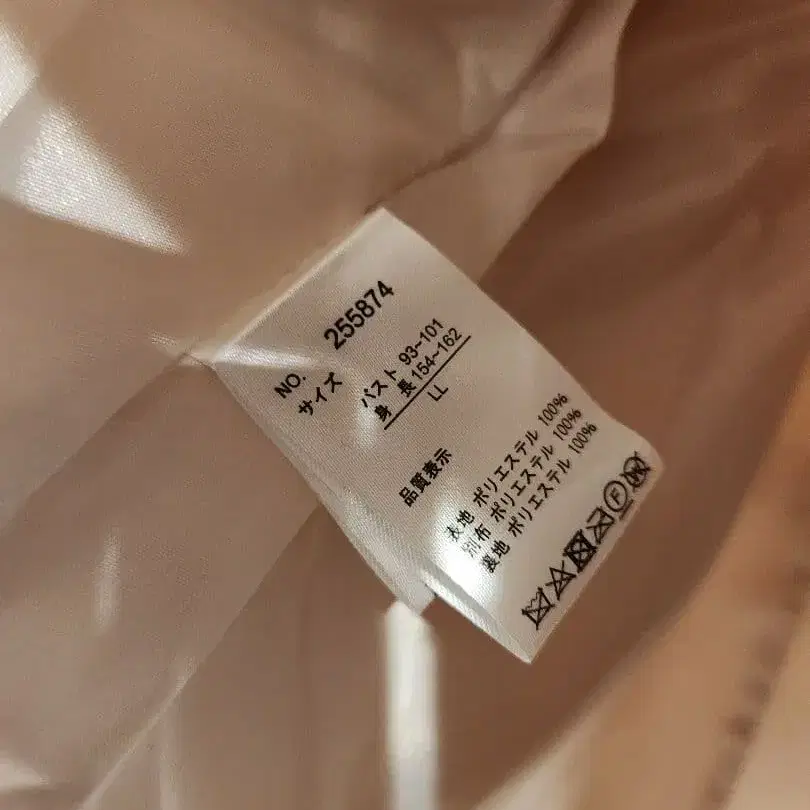 NO. 255874
サイズ
バスト 93~101
身 長 154~162
LL
品質表示
表地 ポリエステル 100%
別布 ポリエステル 100%
裏地 ポリエステル 100%
F